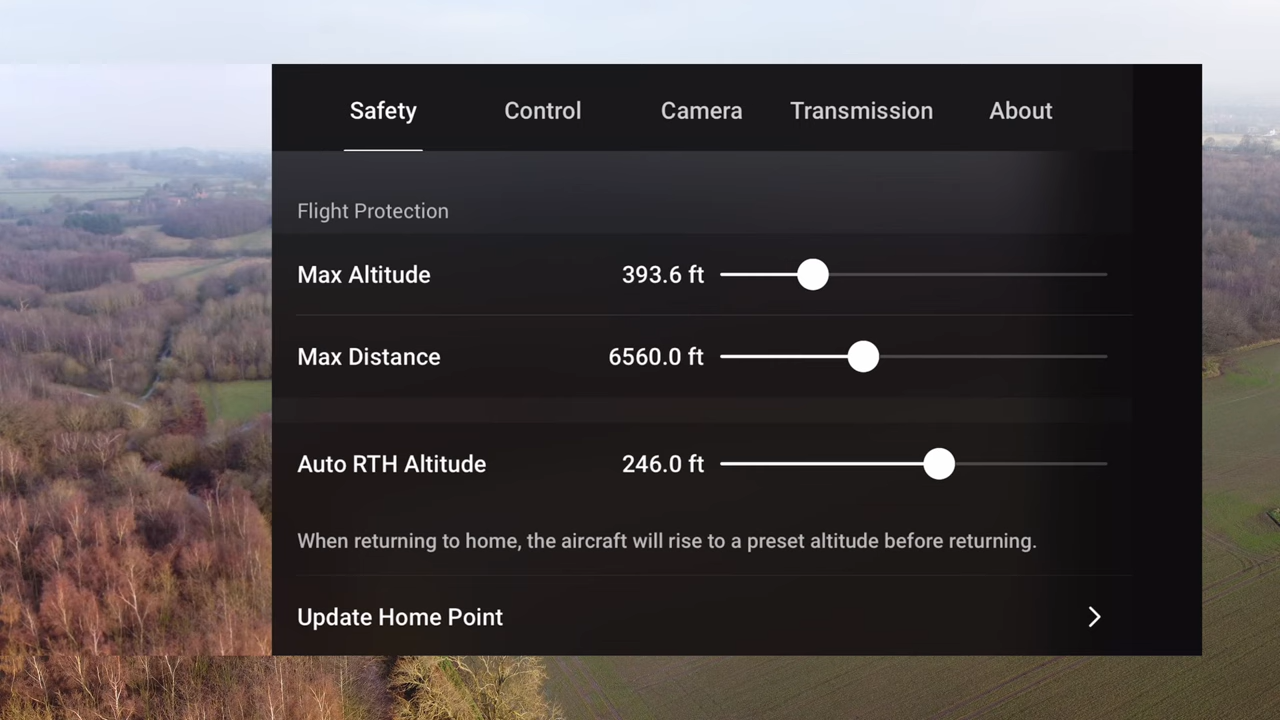 Safety Control Camera Transmission About
Flight Protection
Max Altitude 393.6 ft
Max Distance 6560.0 ft
Auto RTH Altitude 246.0 ft
When returning to home, the aircraft will rise to a preset altitude before returning.
Update Home Point